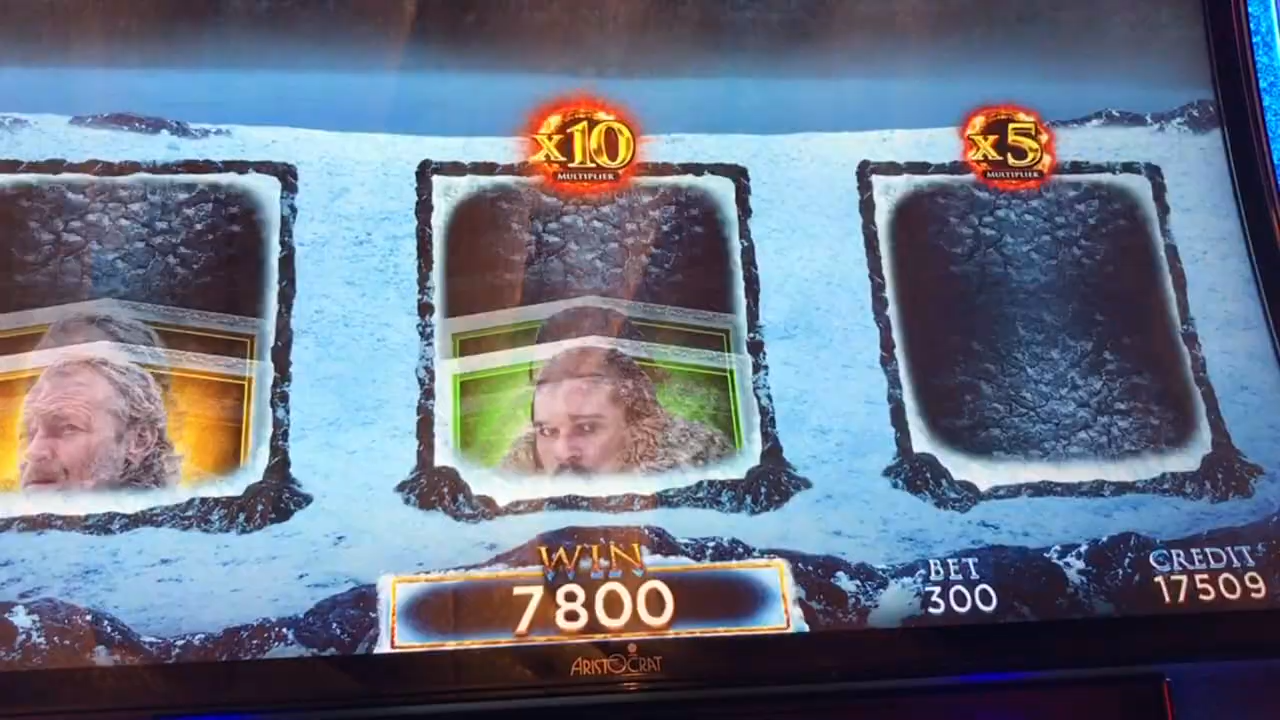 x10
MULTIPLIER
x5
MULTIPLIER
WIN
7800
BET
300
CREDIT
17509
ARISTOCRAT